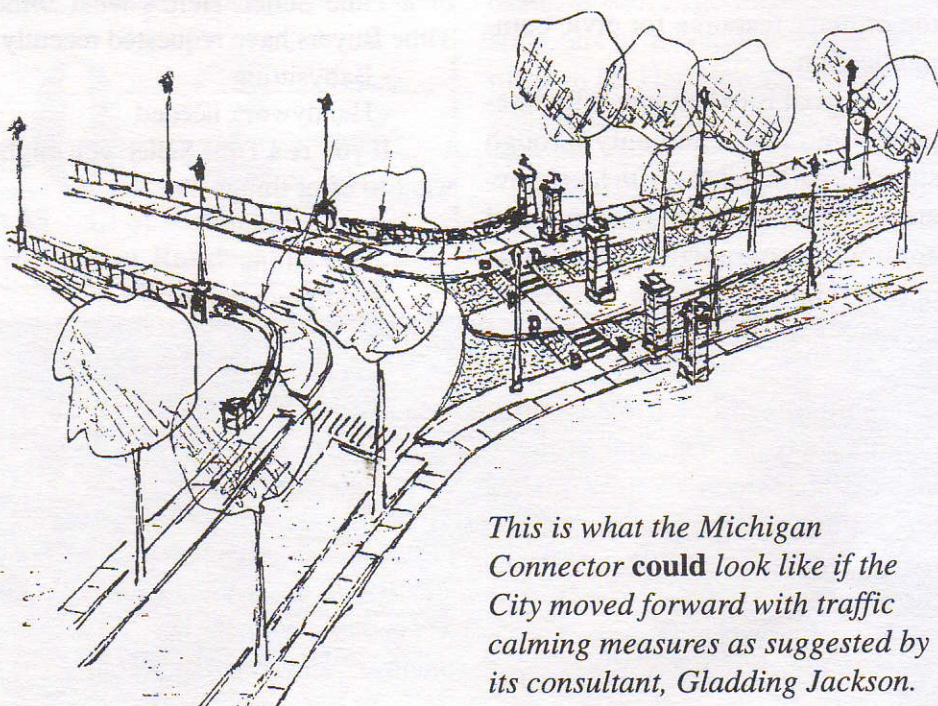 This is what the Michigan
Connector could look like if the
City moved forward with traffic
calming measures as suggested by
its consultant, Gladding Jackson.